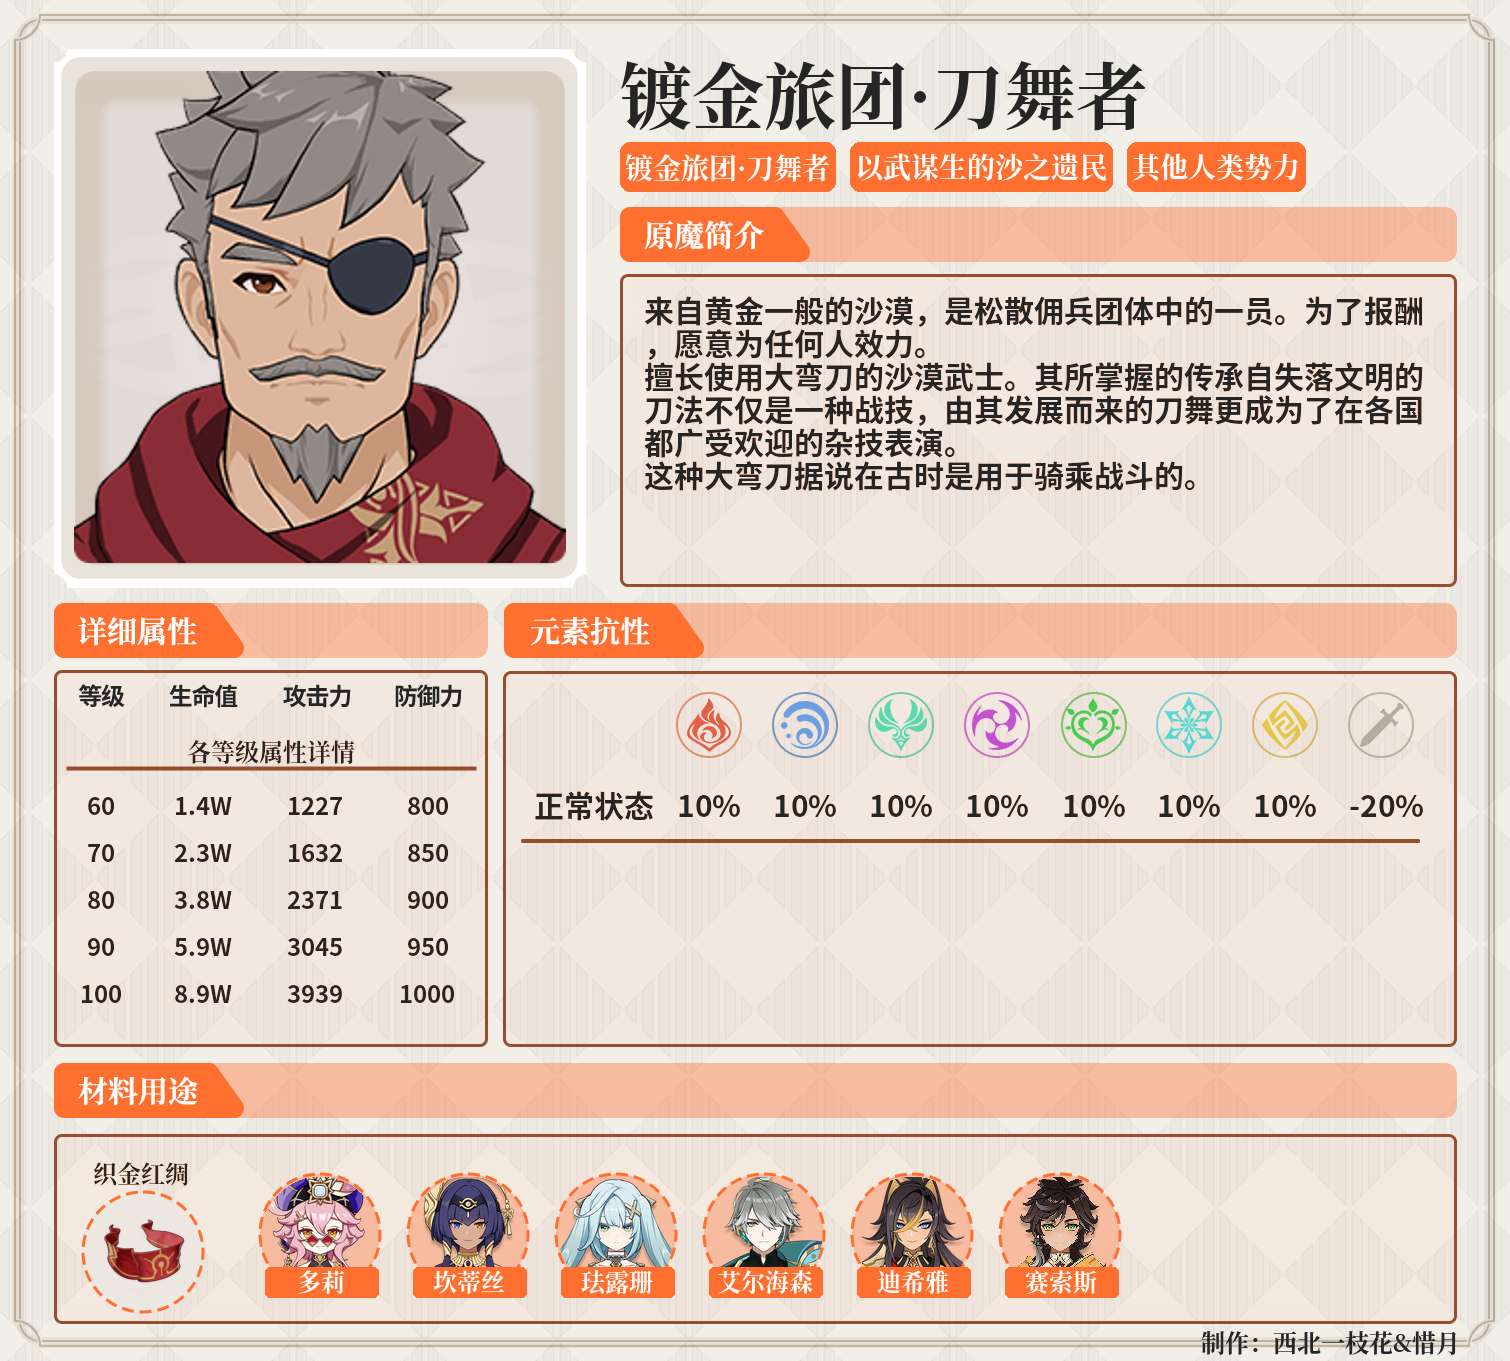 镀金旅团·刀舞者
镀金旅团·刀舞者 以武谋生的沙之遗民 其他人类势力
原魔简介
来自黄金一般的沙漠，是松散佣兵团体中的一员。为了报酬
，愿意为任何人效力。
擅长使用大弯刀的沙漠武士。其所掌握的传承自失落文明的
刀法不仅是一种战技，由其发展而来的刀舞更成为了在各国
都广受欢迎的杂技表演。
这种大弯刀据说在古时是用于骑乘战斗的。
详细属性
等级 生命值 攻击力 防御力
各等级属性详情
60 1.4W 1227 800
70 2.3W 1632 850
80 3.8W 2371 900
90 5.9W 3045 950
100 8.9W 3939 1000
元素抗性
正常状态 10% 10% 10% 10% 10% 10% 10% -20%
材料用途
织金红绸
多莉 坎蒂丝 珐露珊 艾尔海森 迪希雅 赛索斯
制作：西北一枝花&惜月